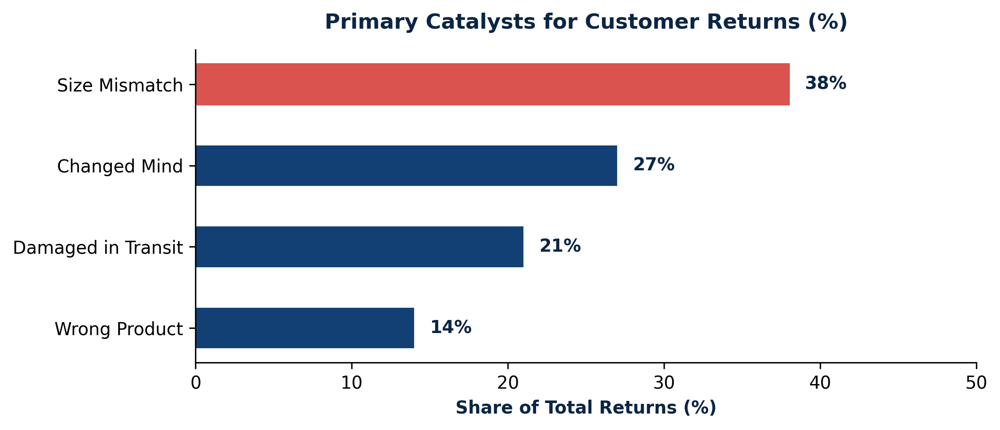 Primary Catalysts for Customer Returns (%)
Size Mismatch 38%
Changed Mind 27%
Damaged in Transit 21%
Wrong Product 14%
0 10 20 30 40 50
Share of Total Returns (%)